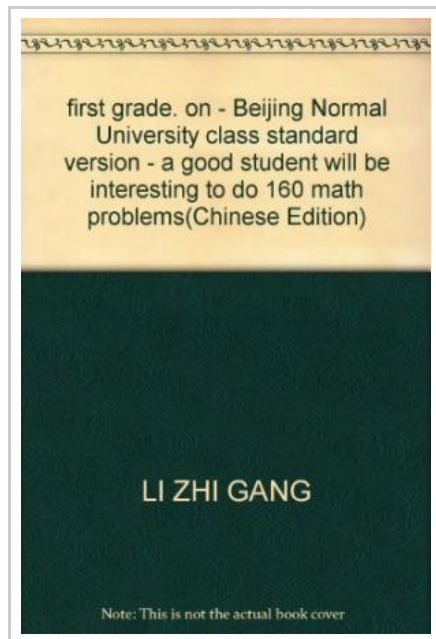 first grade. on - Beijing Normal
University class standard
version - a good student will be
interesting to do 160 math
problems(Chinese Edition)
LI ZHI GANG
Note: This is not the actual book cover